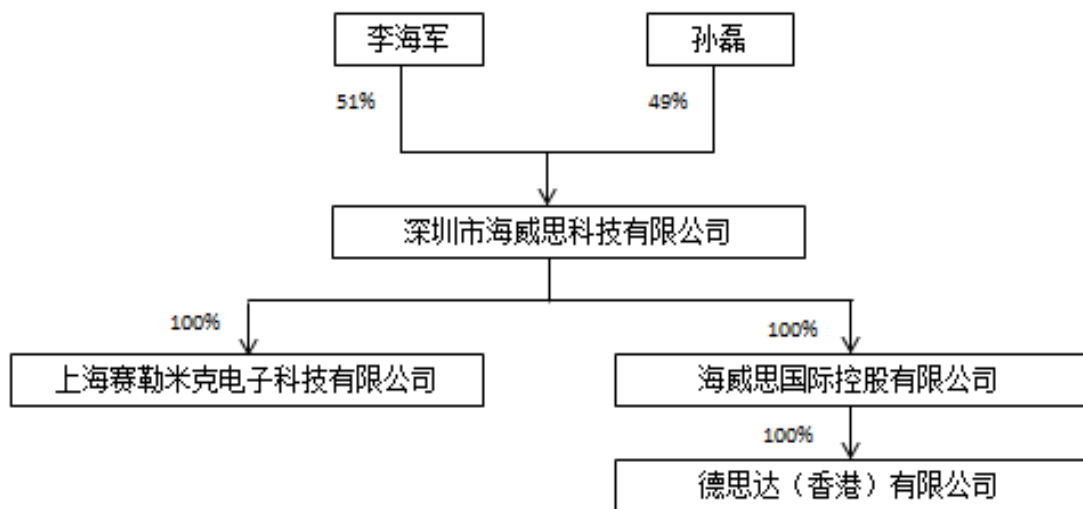 李海军
孙磊
51%
49%
深圳市海威思科技有限公司
100%
100%
上海赛勒米克电子科技有限公司
海威思国际控股有限公司
100%
德思达（香港）有限公司